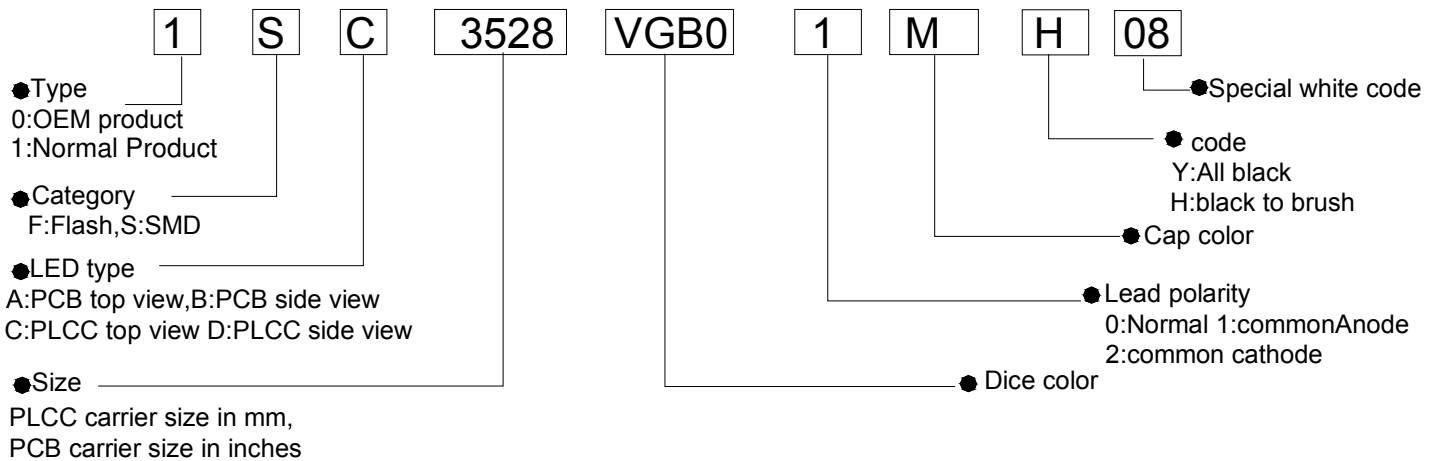 1 S C 3528 VGB0 1 M H 08
●Type
0:OEM product
1:Normal Product
●Category
F:Flash,S:SMD
●LED type
A:PCB top view,B:PCB side view
C:PLCC top view D:PLCC side view
●Size
PLCC carrier size in mm,
PCB carrier size in inches
●Special white code
● code
Y:All black
H:black to brush
●Cap color
●Lead polarity
0:Normal 1:commonAnode
2:common cathode
● Dice color